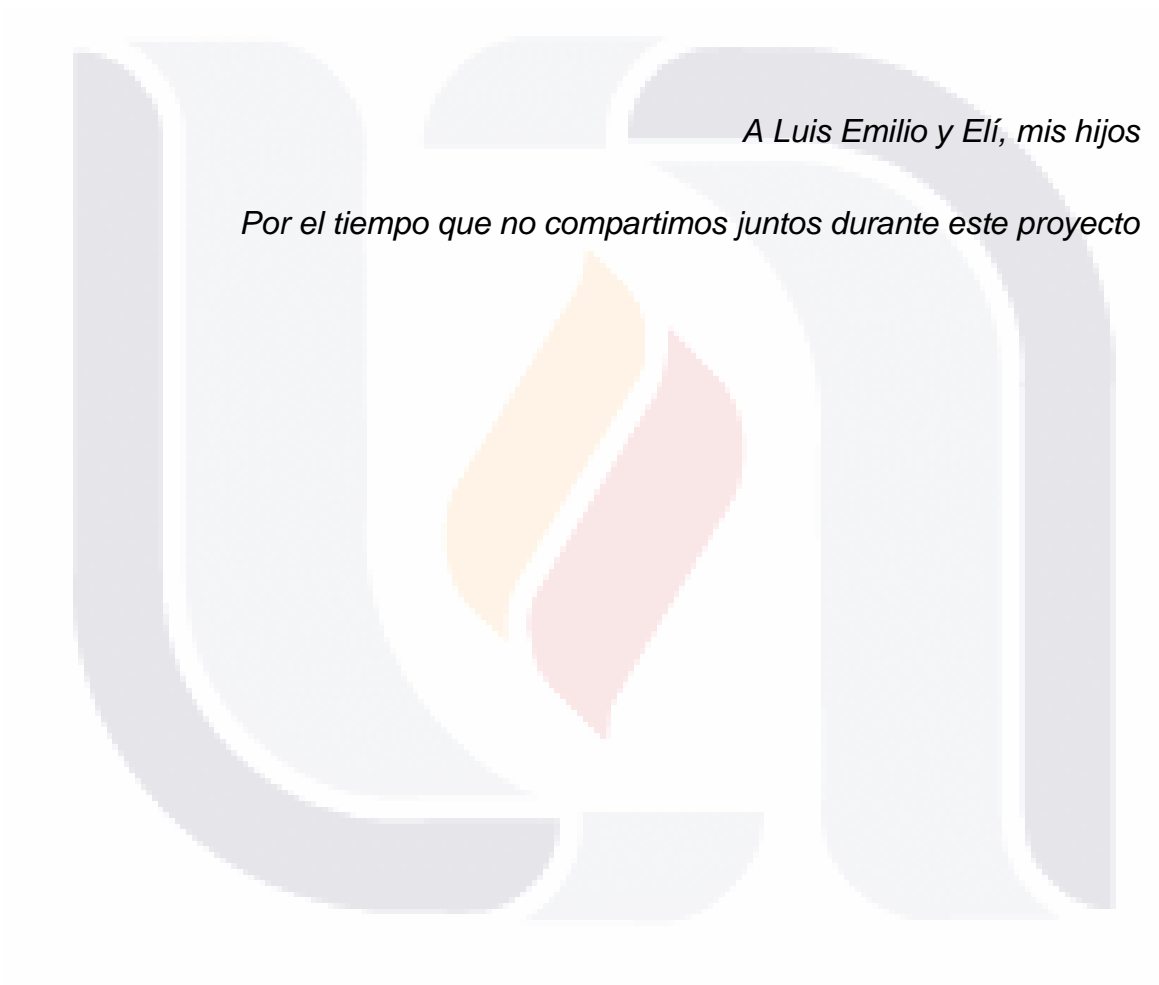 A Luis Emilio y Elí, mis hijos
Por el tiempo que no compartimos juntos durante este proyecto